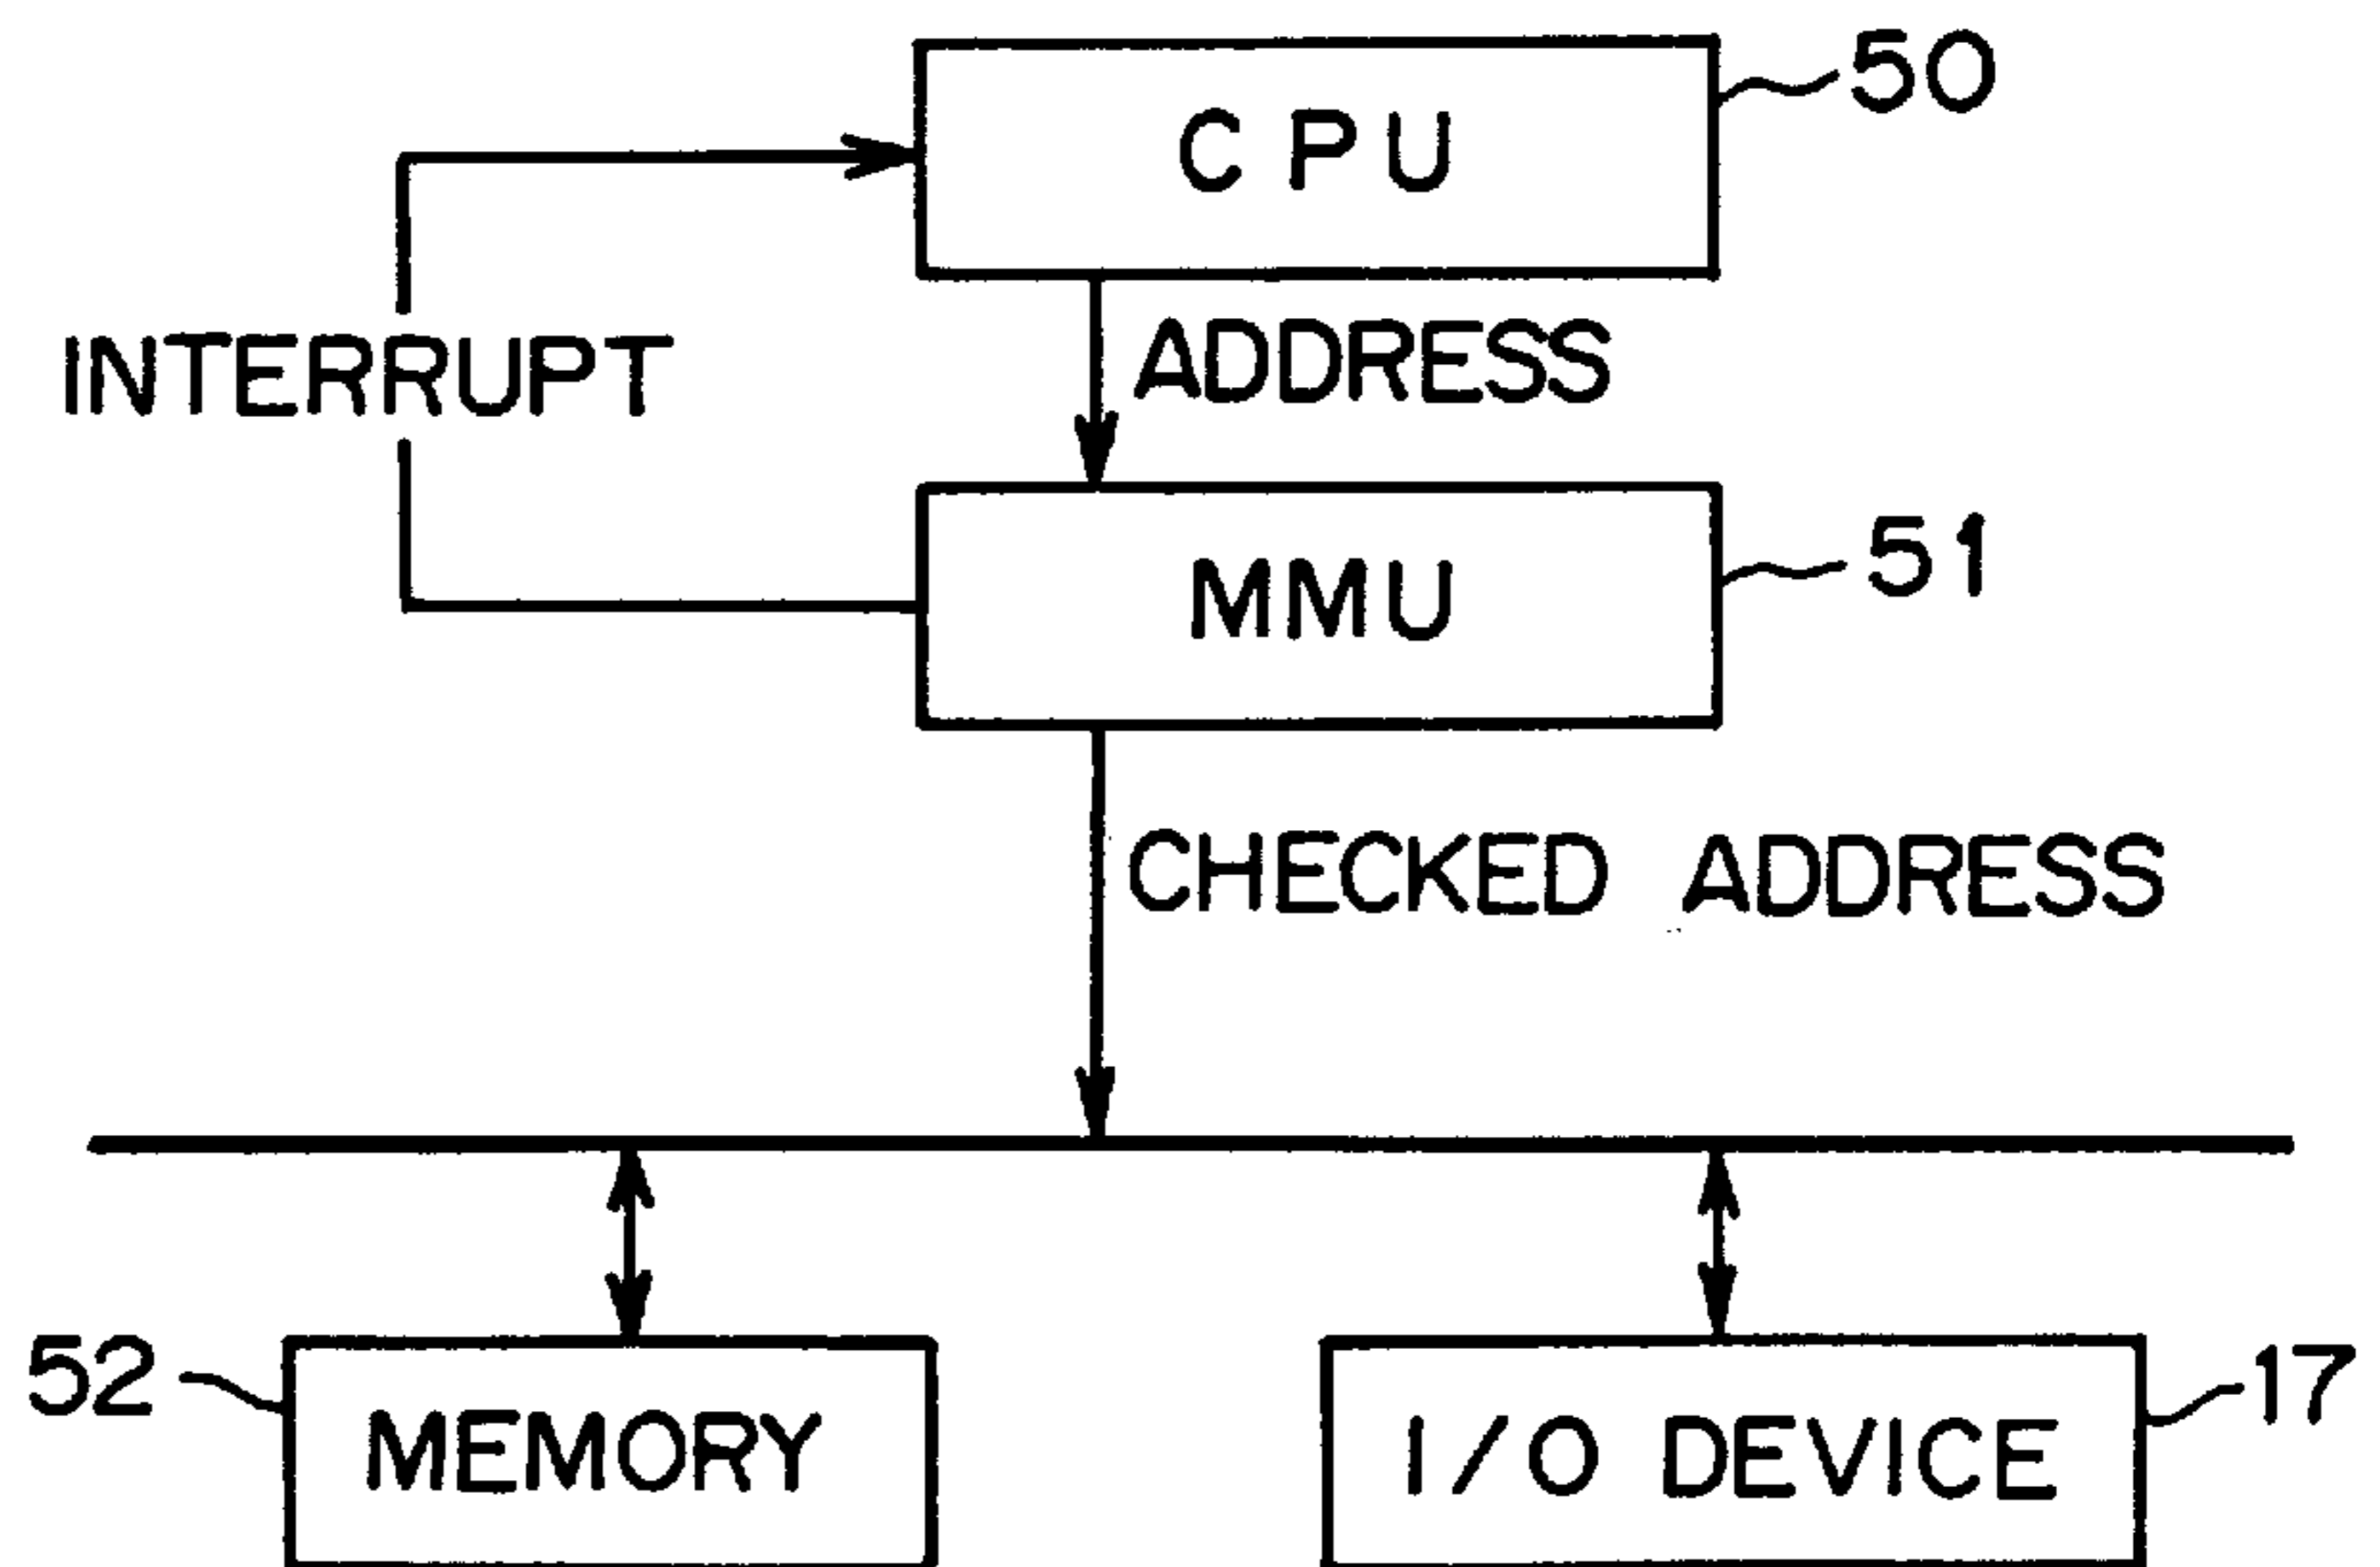 CPU
50
INTERRUPT
ADDRESS
MMU
51
CHECKED ADDRESS
52
MEMORY
I/O DEVICE
17